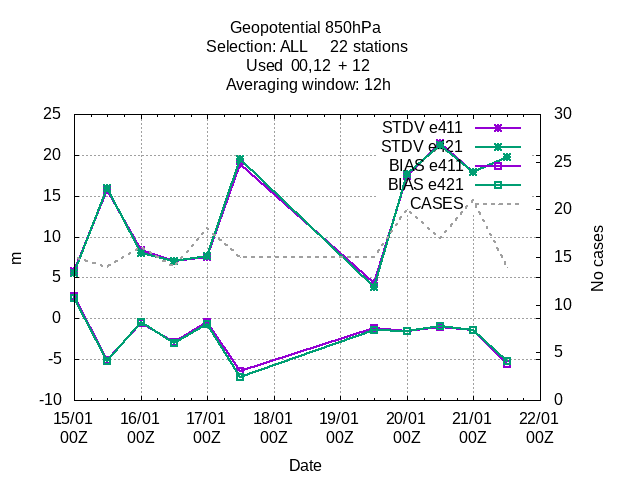 Geopotential 850hPa
Selection: ALL     22 stations
Used  00,12  + 12
Averaging window: 12h
25
20
15
10
5
0
-5
-10
m
30
25
20
15
10
5
0
No cases
STDV e411
STDV e421
BIAS e411
BIAS e421
CASES
15/01 16/01 17/01 18/01 19/01 20/01 21/01 22/01
00Z 00Z 00Z 00Z 00Z 00Z 00Z 00Z
Date